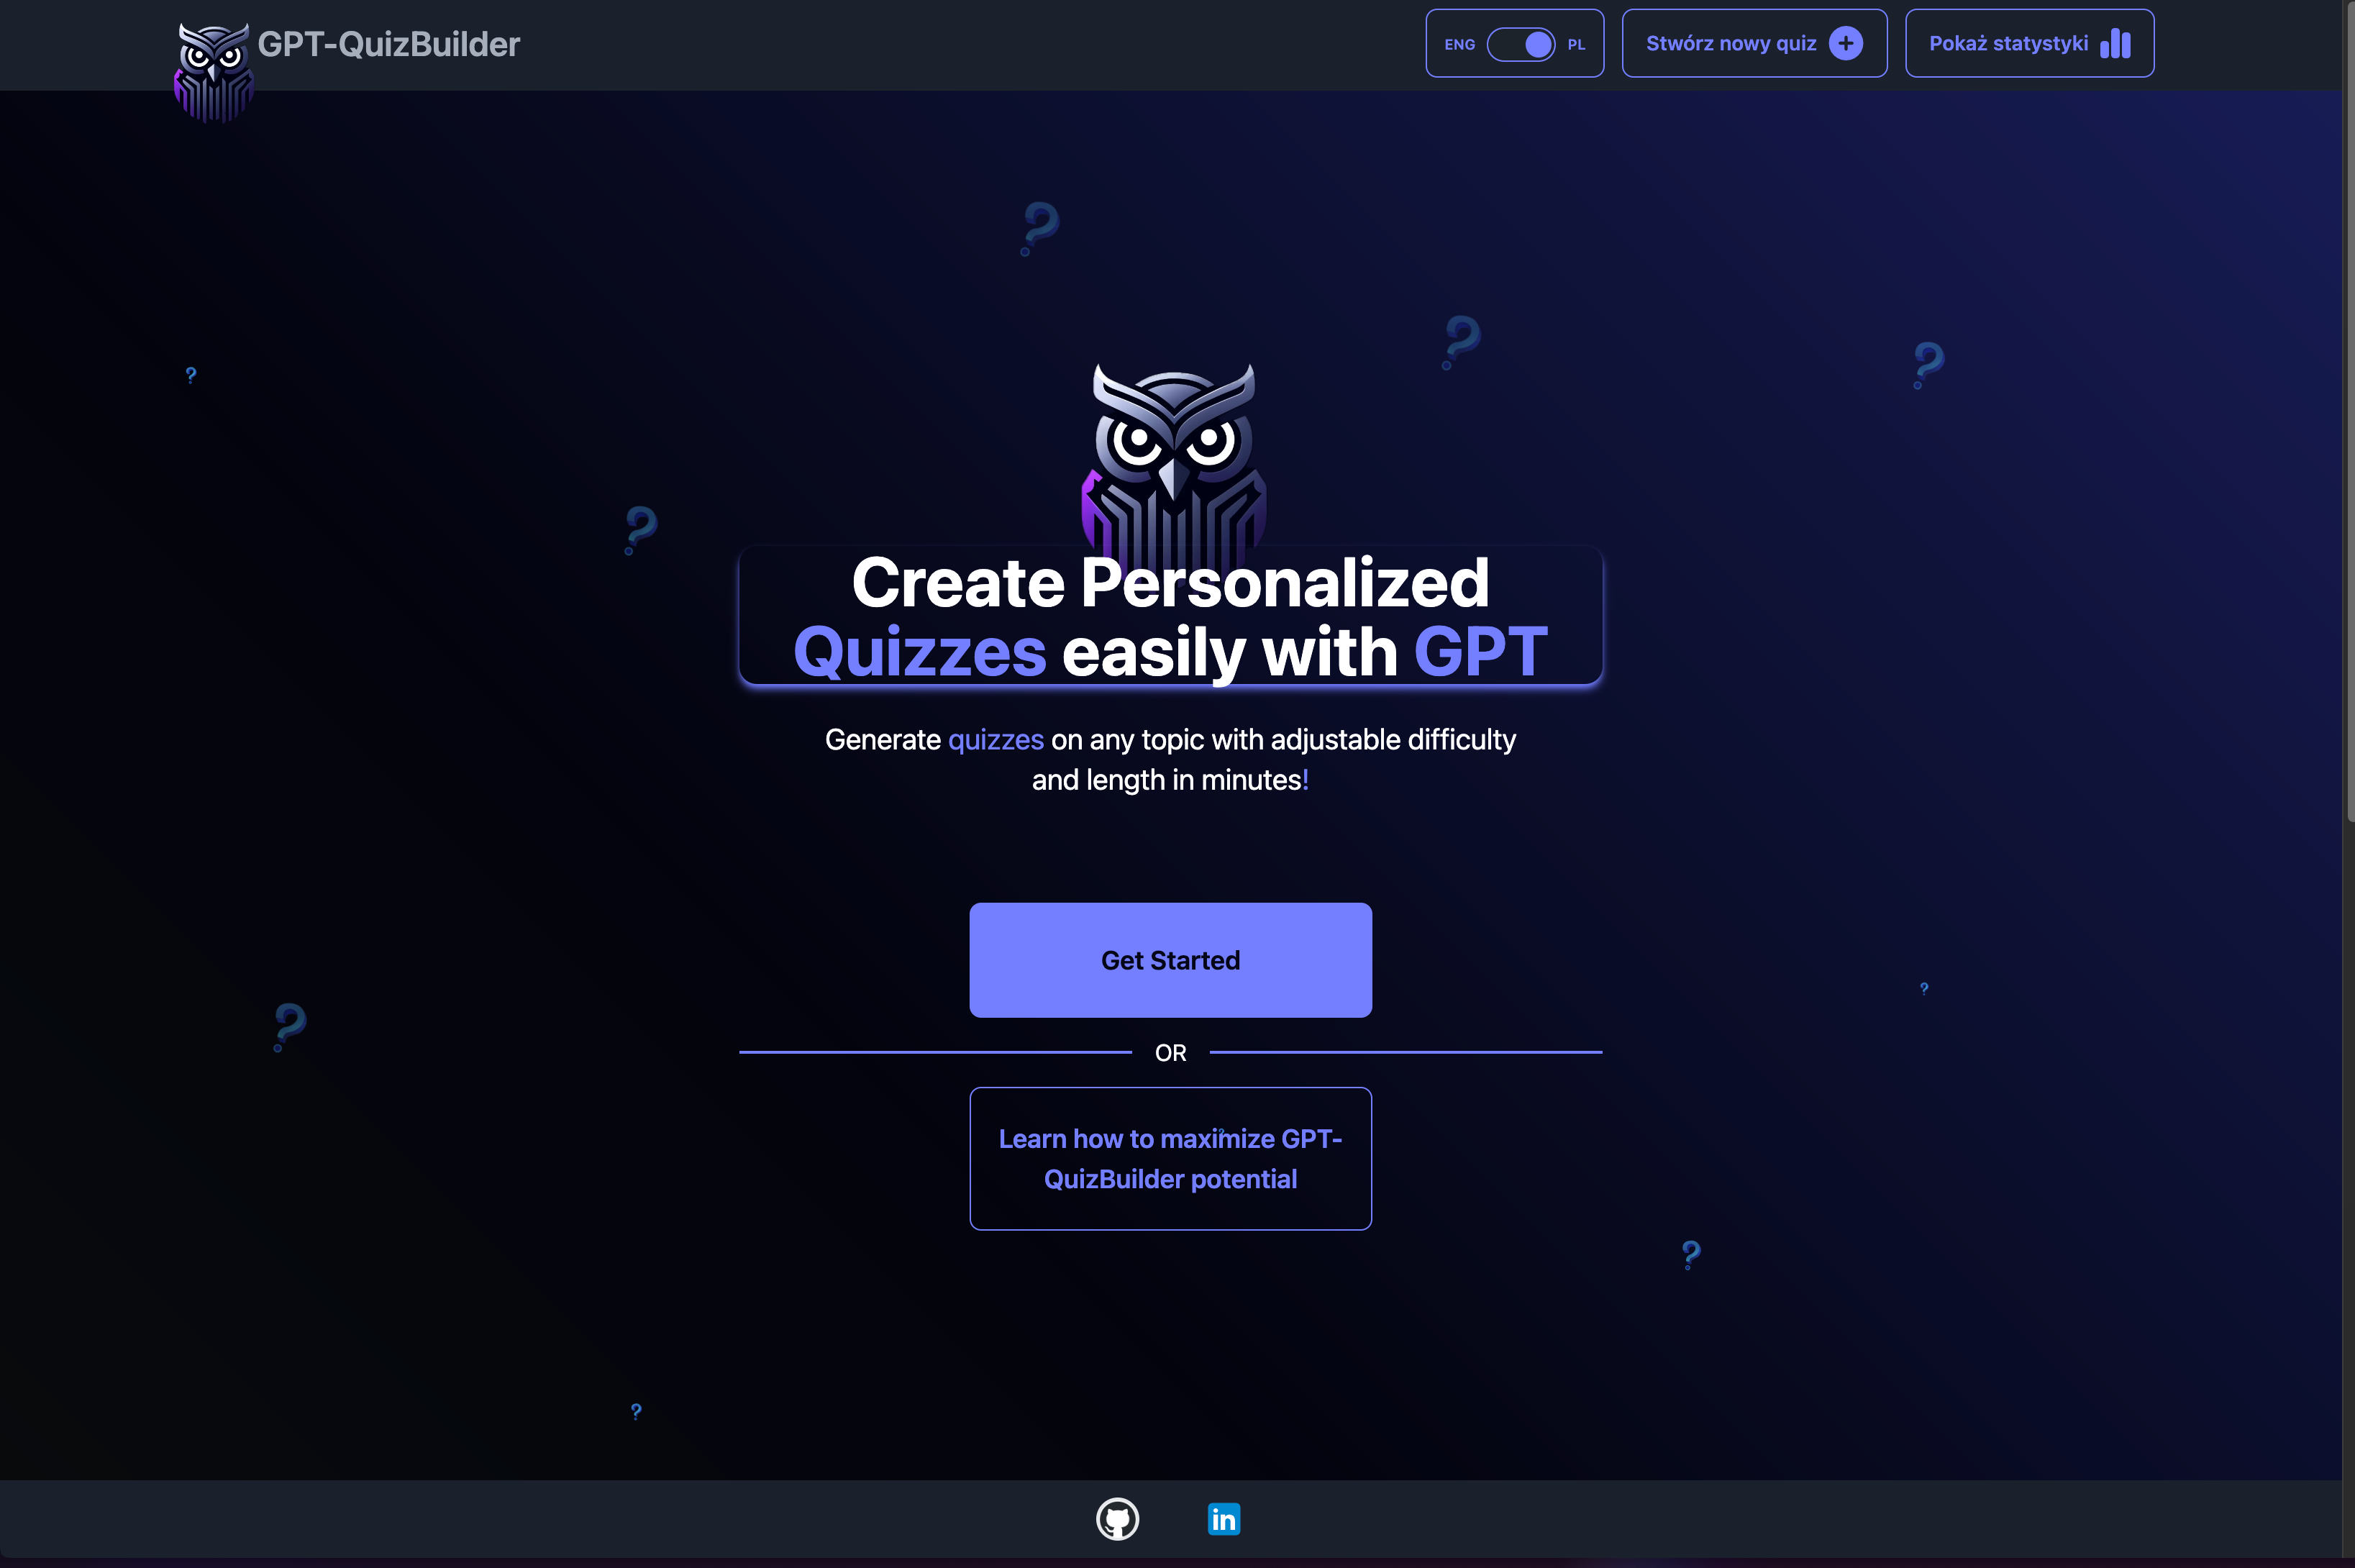 GPT-QuizBuilder
ENG PL
Stwórz nowy quiz
Pokaż statystyki
Create Personalized
Quizzes easily with GPT
Generate quizzes on any topic with adjustable difficulty
and length in minutes!
Get Started
OR
Learn how to maximize GPT-
QuizBuilder potential
in